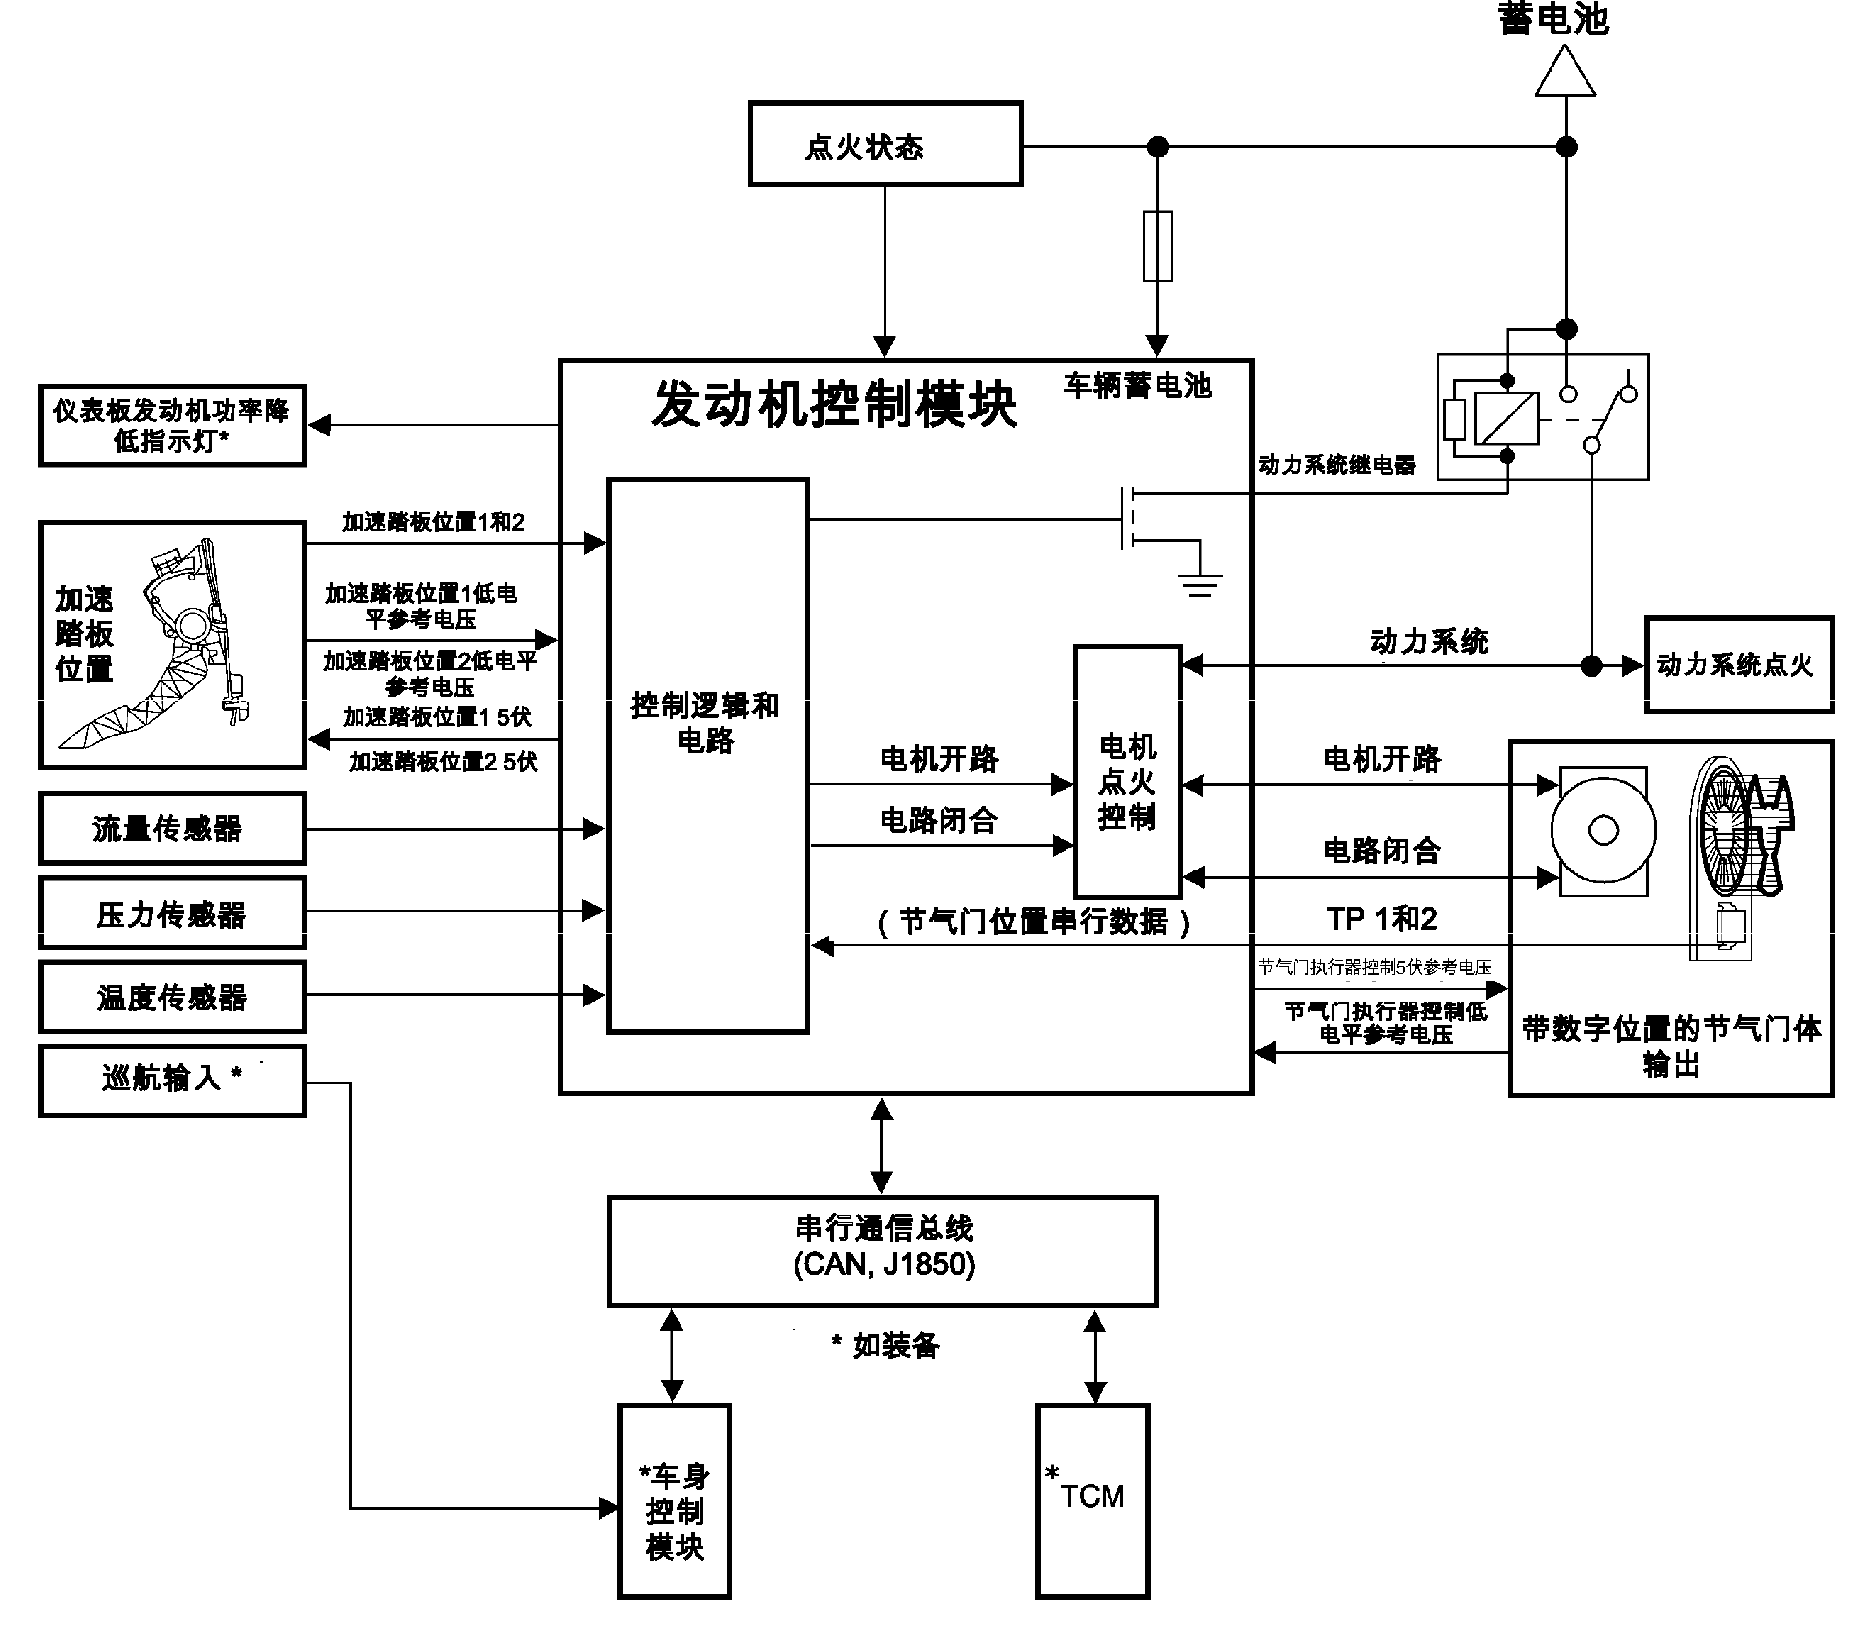 蓄电池
点火状态
发动机控制模块
车辆蓄电池
仪表板发动机功率降
低指示灯*
动力系统继电器
加速踏板位置1和2
加速
踏板
位置
加速踏板位置1低电
平参考电压
加速踏板位置2低电平
参考电压
加速踏板位置1 5伏
加速踏板位置2 5伏
控制逻辑和
电路
动力系统
动力系统点火
电机
点火
控制
电机开路
电路闭合
电机开路
电路闭合
流量传感器
压力传感器
温度传感器
巡航输入 *
(节气门位置串行数据)
TP 1和2
节气门执行器控制5伏参考电压
节气门执行器控制低
电平参考电压
带数字位置的节气门体
输出
串行通信总线
(CAN, J1850)
* 如装备
*车身
控制
模块
*TCM